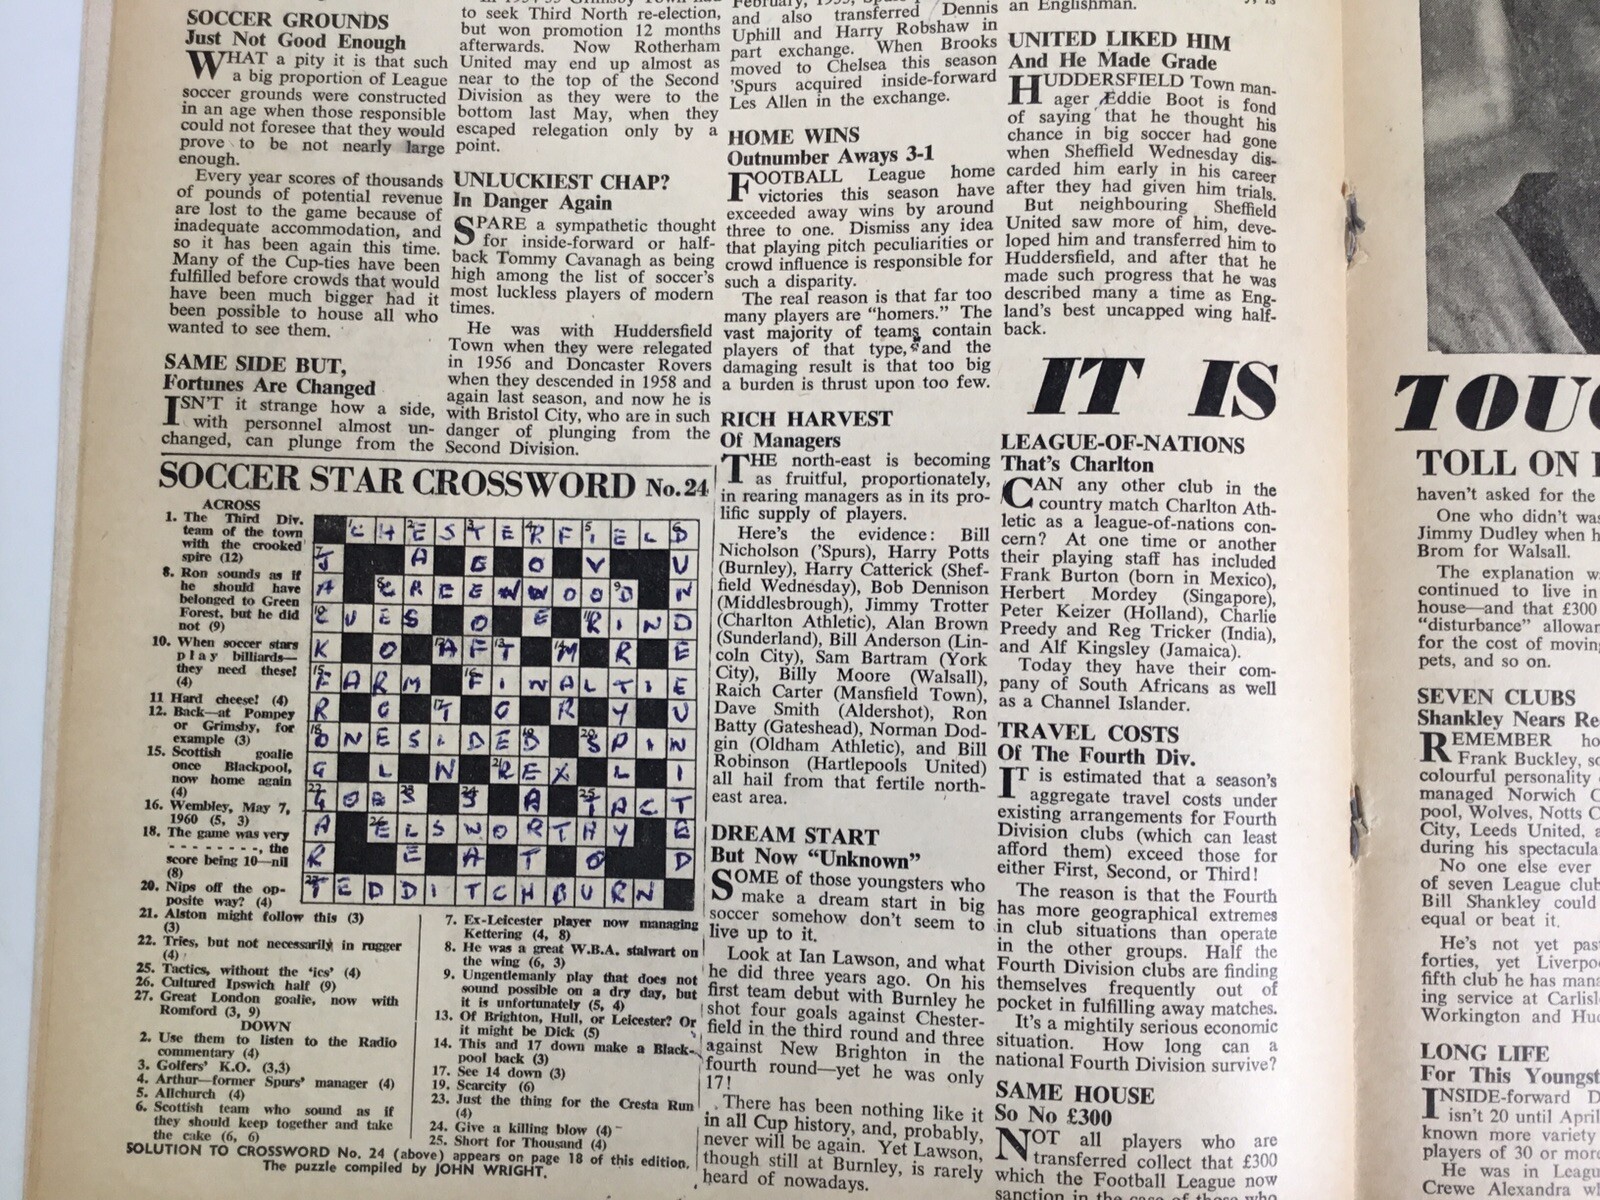 SOCCER GROUNDS
Just Not Good Enough
WHAT a pity it is that such
a big proportion of League
soccer grounds were constructed
in an age when those responsible
could not foresee that they would
prove to be not nearly large
enough.
Every year scores of thousands
of pounds of potential revenue
are lost to the game because of
inadequate accommodation, and
so it has been again this time.
Many of the Cup-ties have been
fulfilled before crowds that would
have been much bigger had it
been possible to house all who
wanted to see them.
SAME SIDE BUT,
Fortunes Are Changed
ISN'T it strange how a side,
with personnel almost un-
changed, can plunge from the
to seek Third North re-election,
but won promotion 12 months
afterwards. Now Rotherham
United may end up almost as
near to the top of the Second
Division as they were to the
bottom last May, when they
escaped relegation only by a
point.
UNLUCKIEST CHAP?
In Danger Again
SPARE a sympathetic thought
for inside-forward or half-
back Tommy Cavanagh as being
high among the list of soccer's
most luckless players of modern
times.
He was with Huddersfield
Town when they were relegated
in 1956 and Doncaster Rovers
when they descended in 1958 and
again last season, and now he is
with Bristol City, who are in such
danger of plunging from the
Second Division.
SOCCER STAR CROSSWORD No. 24
ACROSS
1. The Third Div.
team of the town
with the crooked
spire (12)
8. Ron sounds as if
he should have
belonged to Green
Forest, but he did
not (9)
10. When soccer stars
play billiards—
they need these!
(4)
11 Hard cheese! (4)
12. Back—at Pompey
or Grimsby, for
example (3)
15. Scottish goalie
once Blackpool,
now home again
(4)
16. Wembley, May 7,
1960 (5, 3)
18. The game was very
- - - - - - - -, the
score being 10—nil
(8)
20. Nips off the op-
posite way? (4)
21. Alston might follow this (3)
(3)
22. Tries, but not necessarily in rugger
(4)
25. Tactics, without the 'ics' (4)
26. Cultured Ipswich half (9)
27. Great London goalie, now with
Romford (3, 9)
DOWN
2. Use them to listen to the Radio
commentary (4)
3. Golfers' K.O. (3,3)
4. Arthur—former Spurs' manager (4)
5. Allchurch (4)
6. Scottish team who sound as if
they should keep together and take
the cake (6, 6)
7. Ex-Leicester player now managing
Kettering (4, 8)
8. He was a great W.B.A. stalwart on
the wing (6, 3)
9. Ungentlemanly play that does not
sound possible on a dry day, but
it is unfortunately (5, 4)
13. Of Brighton, Hull, or Leicester? Or
it might be Dick (5)
14. This and 17 down make a Black-
pool back (3)
17. See 14 down (3)
19. Scarcity (6)
23. Just the thing for the Cresta Run
(4)
24. Give a killing blow (4)
25. Short for Thousand (4)
SOLUTION TO CROSSWORD No. 24 (above) appears on page 18 of this edition.
The puzzle compiled by JOHN WRIGHT.
CHESTERFIELD
GREENWOOD
CUES
RIND
AFT
FARM
FINALTIE
ONESIDED
SPIN
REX
GOES
TACT
ELSWORTHY
TEDDITCHBURN
and also transferred Dennis
Uphill and Harry Robshaw in
part exchange. When Brooks
moved to Chelsea this season
'Spurs acquired inside-forward
Les Allen in the exchange.
HOME WINS
Outnumber Aways 3-1
FOOTBALL League home
victories this season have
exceeded away wins by around
three to one. Dismiss any idea
that playing pitch peculiarities or
crowd influence is responsible for
such a disparity.
The real reason is that far too
many players are "homers." The
vast majority of teams contain
players of that type, and the
damaging result is that too big
a burden is thrust upon too few.
RICH HARVEST
Of Managers
THE north-east is becoming
as fruitful, proportionately,
in rearing managers as in its pro-
lific supply of players.
Here's the evidence: Bill
Nicholson ('Spurs), Harry Potts
(Burnley), Harry Catterick (Shef-
field Wednesday), Bob Dennison
(Middlesbrough), Jimmy Trotter
(Charlton Athletic), Alan Brown
(Sunderland), Bill Anderson (Lin-
coln City), Sam Bartram (York
City), Billy Moore (Walsall),
Raich Carter (Mansfield Town),
Dave Smith (Aldershot), Ron
Batty (Gateshead), Norman Dod-
gin (Oldham Athletic), and Bill
Robinson (Hartlepools United)
all hail from that fertile north-
east area.
DREAM START
But Now "Unknown"
SOME of those youngsters who
make a dream start in big
soccer somehow don't seem to
live up to it.
Look at Ian Lawson, and what
he did three years ago. On his
first team debut with Burnley he
shot four goals against Chester-
field in the third round and three
against New Brighton in the
fourth round—yet he was only
17!
There has been nothing like it
in all Cup history, and, probably,
never will be again. Yet Lawson,
though still at Burnley, is rarely
heard of nowadays.
an Englishman.
UNITED LIKED HIM
And He Made Grade
HUDDERSFIELD Town man-
ager Eddie Boot is fond
of saying that he thought his
chance in big soccer had gone
when Sheffield Wednesday dis-
carded him early in his career
after they had given him trials.
But neighbouring Sheffield
United saw more of him, deve-
loped him and transferred him to
Huddersfield, and after that he
made such progress that he was
described many a time as Eng-
land's best uncapped wing half-
back.
IT IS
LEAGUE-OF-NATIONS
That's Charlton
CAN any other club in the
country match Charlton Ath-
letic as a league-of-nations con-
cern? At one time or another
their playing staff has included
Frank Burton (born in Mexico),
Herbert Mordey (Singapore),
Peter Keizer (Holland), Charlie
Preedy and Reg Tricker (India),
and Alf Kingsley (Jamaica).
Today they have their com-
pany of South Africans as well
as a Channel Islander.
TRAVEL COSTS
Of The Fourth Div.
IT is estimated that a season's
aggregate travel costs under
existing arrangements for Fourth
Division clubs (which can least
afford them) exceed those for
either First, Second, or Third!
The reason is that the Fourth
has more geographical extremes
in club situations than operate
in the other groups. Half the
Fourth Division clubs are finding
themselves frequently out of
pocket in fulfilling away matches.
It's a mightily serious economic
situation. How long can a
national Fourth Division survive?
SAME HOUSE
So No £300
NOT all players who are
transferred collect that £300
which the Football League now
sanction in the case of those who
TOU
TOLL ON
haven't asked for the
One who didn't was
Jimmy Dudley when h
Brom for Walsall.
The explanation w
continued to live in
house—and that £300
"disturbance" allowa
for the cost of movin
pets, and so on.
SEVEN CLUBS
Shankley Nears Re
REMEMBER ho
Frank Buckley, so
colourful personality
managed Norwich C
pool, Wolves, Notts C
City, Leeds United, a
during his spectacula
No one else ever
of seven League club
Bill Shankley could
equal or beat it.
He's not yet past
forties, yet Liverpo
fifth club he has mana
ing service at Carlisl
Workington and Hud
LONG LIFE
For This Youngst
INSIDE-forward D
isn't 20 until April
known more variety
players of 30 or more
He was in Leagu
Crewe Alexandra w